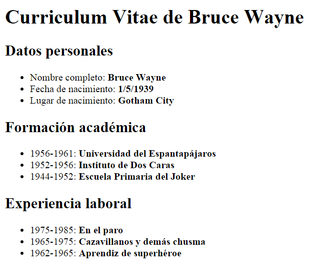 Curriculum Vitae de Bruce Wayne
Datos personales
Nombre completo: Bruce Wayne
Fecha de nacimiento: 1/5/1939
Lugar de nacimiento: Gotham City
Formación académica
1956-1961: Universidad del Espantapájaros
1952-1956: Instituto de Dos Caras
1944-1952: Escuela Primaria del Joker
Experiencia laboral
1975-1985: En el paro
1965-1975: Cazavillanos y demás chusma
1962-1965: Aprendiz de superhéroe